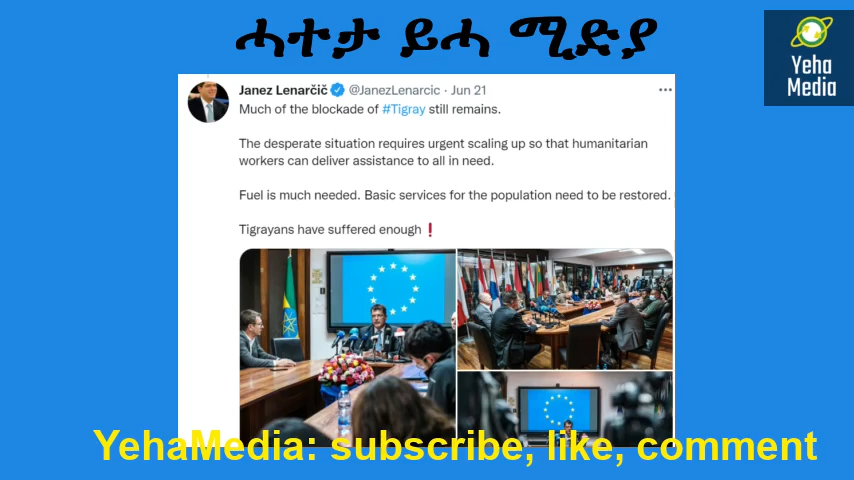 ሓተታ ይሓ ሚድያ
Yeha
Media
Janez Lenarčič @JanezLenarcic · Jun 21
Much of the blockade of #Tigray still remains.
The desperate situation requires urgent scaling up so that humanitarian
workers can deliver assistance to all in need.
Fuel is much needed. Basic services for the population need to be restored.
Tigrayans have suffered enough❗
YehaMedia: subscribe, like, comment